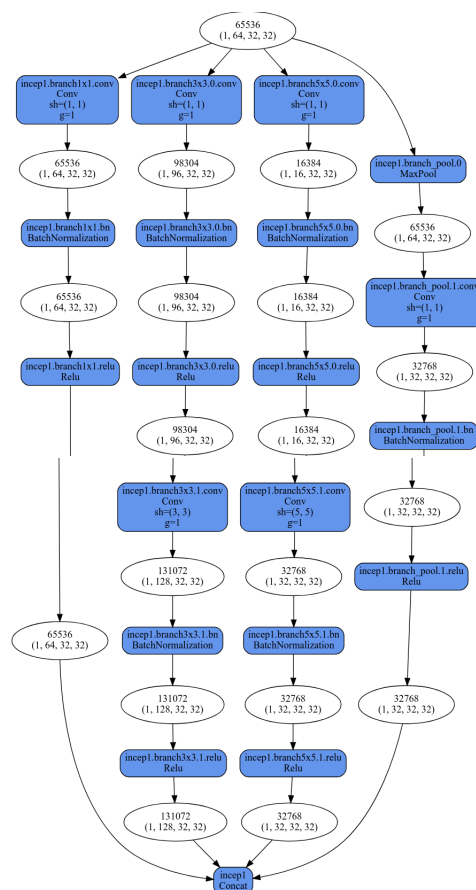 65536
(1, 64, 32, 32)
incep1.branch1x1.conv
Conv
sh=(1, 1)
g=1
incep1.branch3x3.0.conv
Conv
sh=(1, 1)
g=1
incep1.branch5x5.0.conv
Conv
sh=(1, 1)
g=1
65536
(1, 64, 32, 32)
98304
(1, 96, 32, 32)
16384
(1, 16, 32, 32)
incep1.branch_pool.0
MaxPool
incep1.branch1x1.bn
BatchNormalization
incep1.branch3x3.0.bn
BatchNormalization
incep1.branch5x5.0.bn
BatchNormalization
65536
(1, 64, 32, 32)
65536
(1, 64, 32, 32)
98304
(1, 96, 32, 32)
16384
(1, 16, 32, 32)
incep1.branch_pool.1.conv
Conv
sh=(1, 1)
g=1
incep1.branch1x1.relu
Relu
incep1.branch3x3.0.relu
Relu
incep1.branch5x5.0.relu
Relu
32768
(1, 32, 32, 32)
98304
(1, 96, 32, 32)
16384
(1, 16, 32, 32)
incep1.branch_pool.1.bn
BatchNormalization
incep1.branch3x3.1.conv
Conv
sh=(3, 3)
g=1
incep1.branch5x5.1.conv
Conv
sh=(5, 5)
g=1
32768
(1, 32, 32, 32)
131072
(1, 128, 32, 32)
32768
(1, 32, 32, 32)
incep1.branch_pool.1.relu
Relu
65536
(1, 64, 32, 32)
incep1.branch3x3.1.bn
BatchNormalization
incep1.branch5x5.1.bn
BatchNormalization
131072
(1, 128, 32, 32)
32768
(1, 32, 32, 32)
32768
(1, 32, 32, 32)
incep1.branch3x3.1.relu
Relu
incep1.branch5x5.1.relu
Relu
131072
(1, 128, 32, 32)
32768
(1, 32, 32, 32)
incep1
Concat